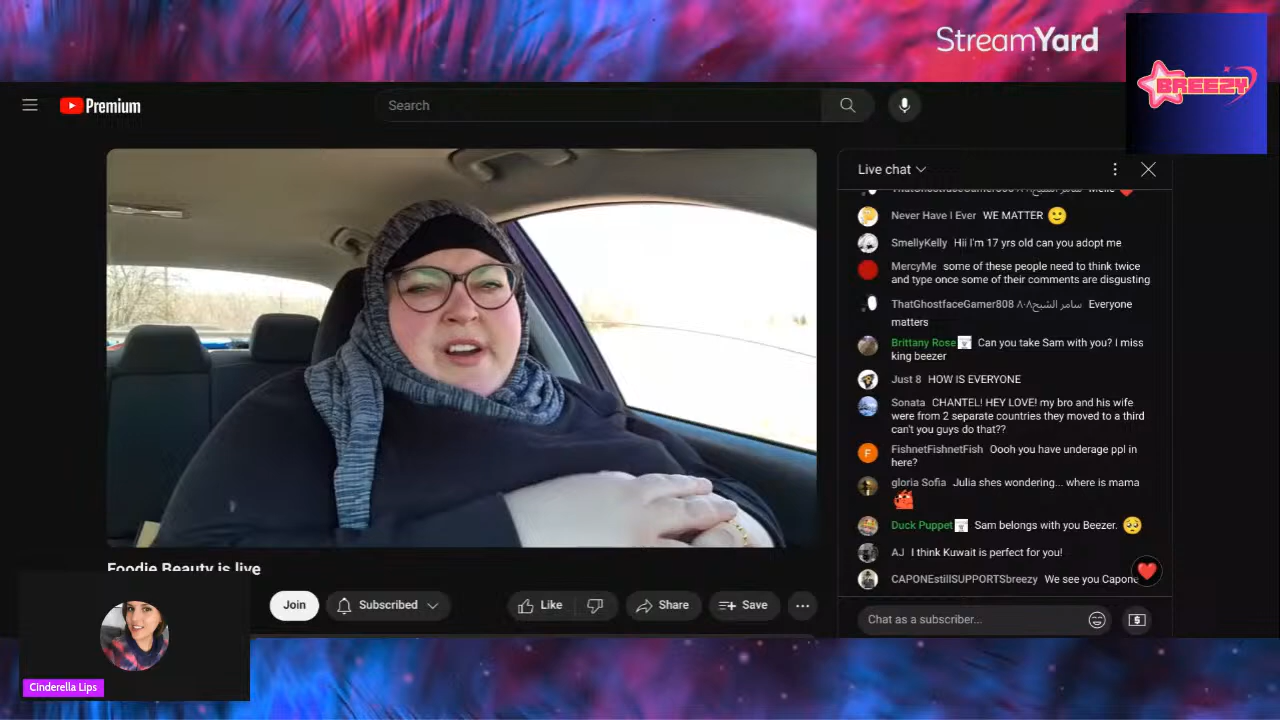 StreamYard
BREEZY
Premium
Search
Live chat
Never Have I Ever WE MATTER
SmellyKelly Hii I'm 17 yrs old can you adopt me
MercyMe some of these people need to think twice
and type once some of their comments are disgusting
ThatGhostfaceGamer808 سامر الشبح٨٠٨ Everyone
matters
Brittany Rose Can you take Sam with you? I miss
king beezer
Just 8 HOW IS EVERYONE
Sonata CHANTEL! HEY LOVE! my bro and his wife
were from 2 separate countries they moved to a third
can't you guys do that??
F FishnetFishnetFish Oooh you have underage ppl in
here?
gloria Sofia Julia shes wondering... where is mama
Duck Puppet Sam belongs with you Beezer.
AJ I think Kuwait is perfect for you!
CAPONEstillSUPPORTSbreezy We see you Capone
Foodie Beauty is live
Join
Subscribed
Like
Share
Save
Chat as a subscriber...
Cinderella Lips